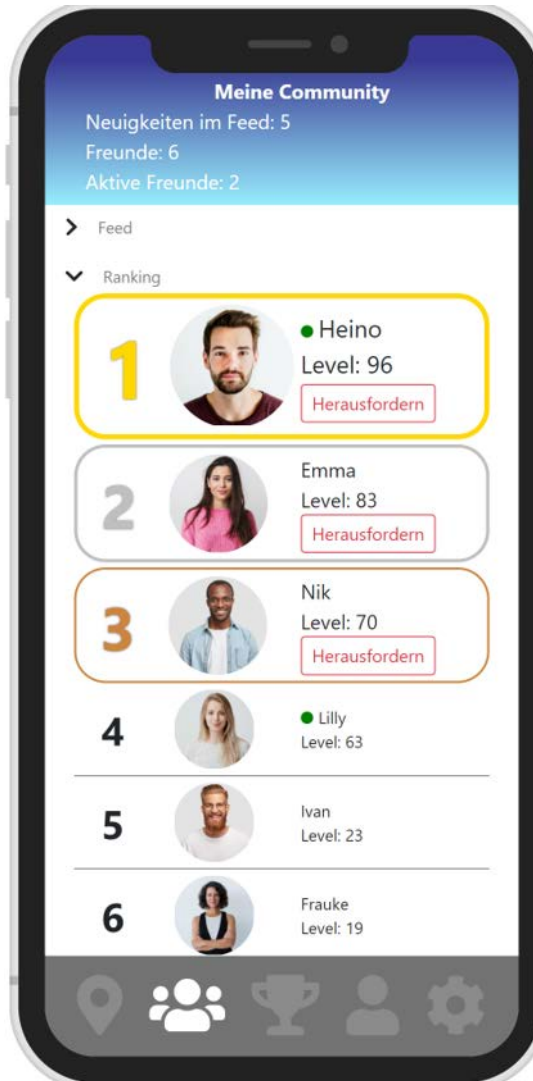 Meine Community
Neuigkeiten im Feed: 5
Freunde: 6
Aktive Freunde: 2
Feed
Ranking
1
Heino
Level: 96
Herausfordern
2
Emma
Level: 83
Herausfordern
3
Nik
Level: 70
Herausfordern
4
Lilly
Level: 63
5
Ivan
Level: 23
6
Frauke
Level: 19